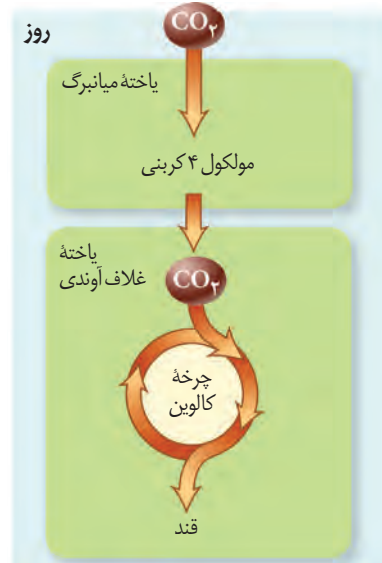 روز
CO۲
یاختهٔ میانبرگ
مولکول ۴ کربنی
یاختهٔ
غلاف آوندی
CO۲
چرخهٔ
کالوین
قند